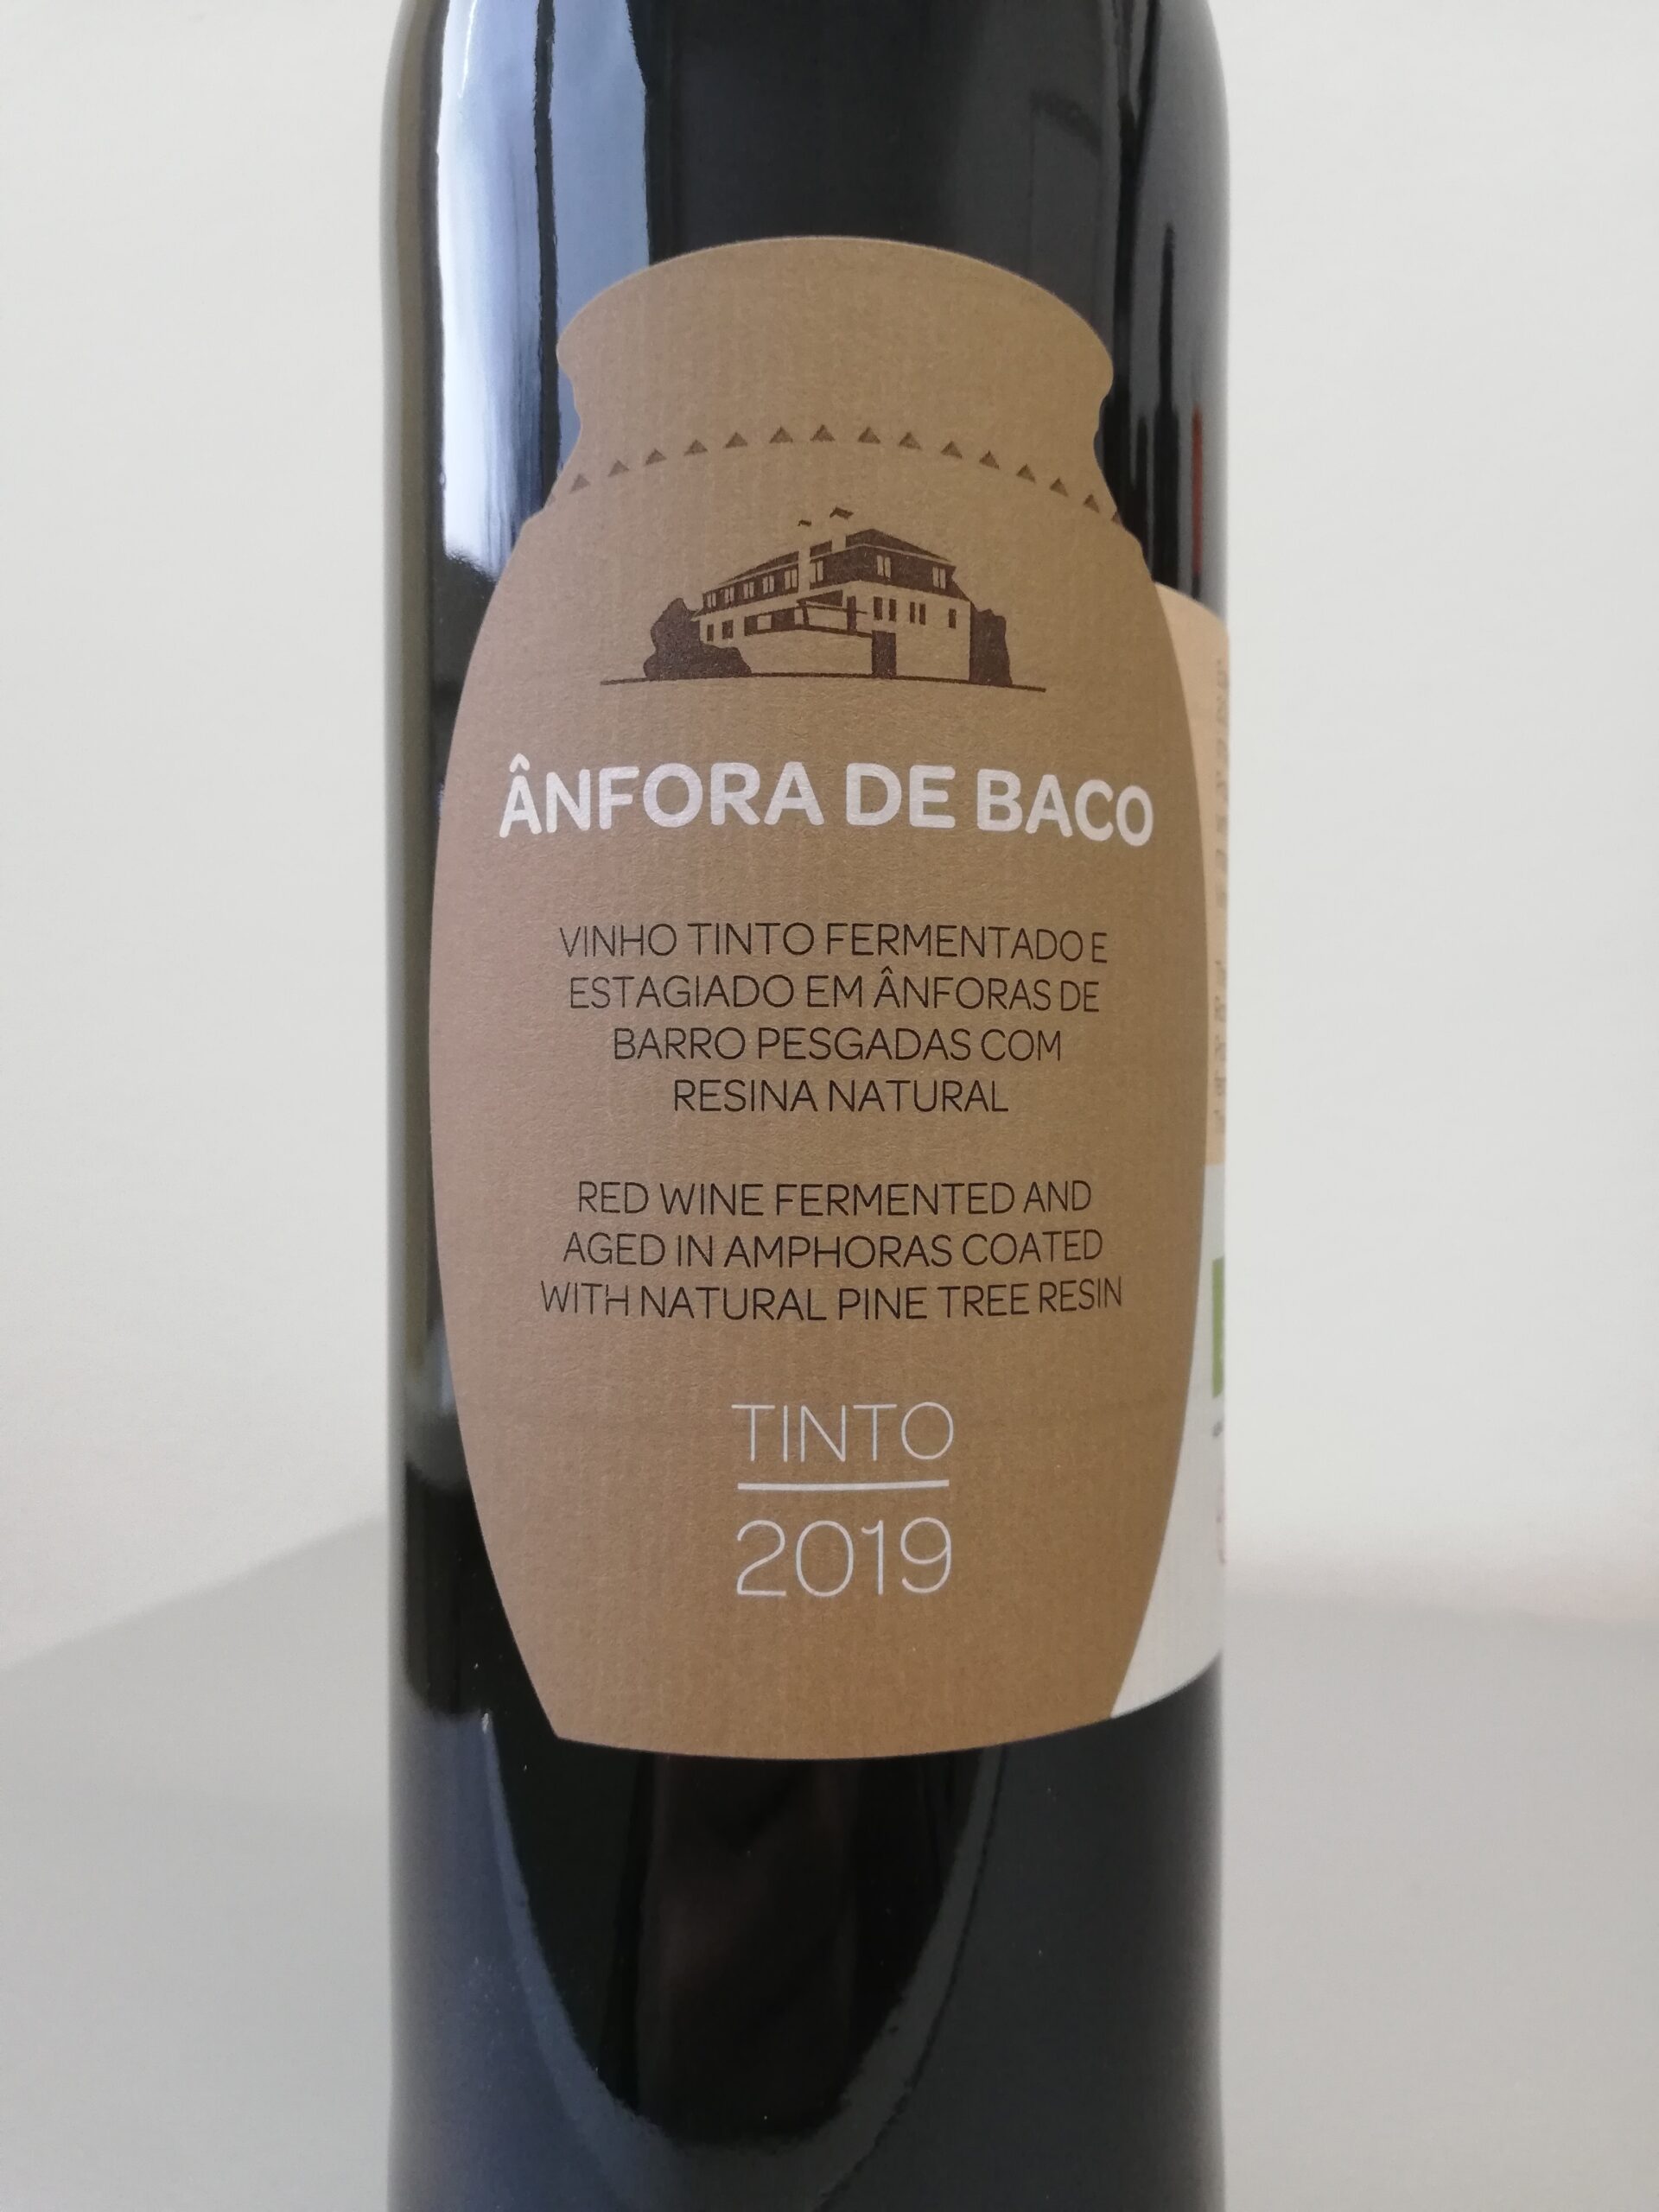 ÂNFORA DE BACO
VINHO TINTO FERMENTADO E
ESTAGIADO EM ÂNFORAS DE
BARRO PESGADAS COM
RESINA NATURAL
RED WINE FERMENTED AND
AGED IN AMPHORAS COATED
WITH NATURAL PINE TREE RESIN
TINTO
2019